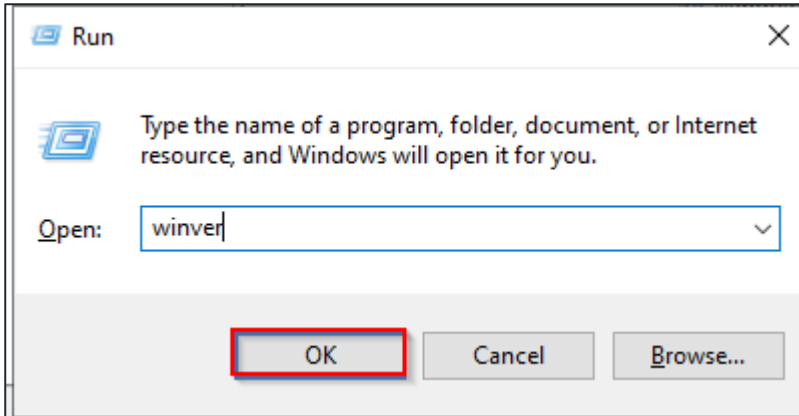 Run
Type the name of a program, folder, document, or Internet
resource, and Windows will open it for you.
Open: winver
OK Cancel Browse...